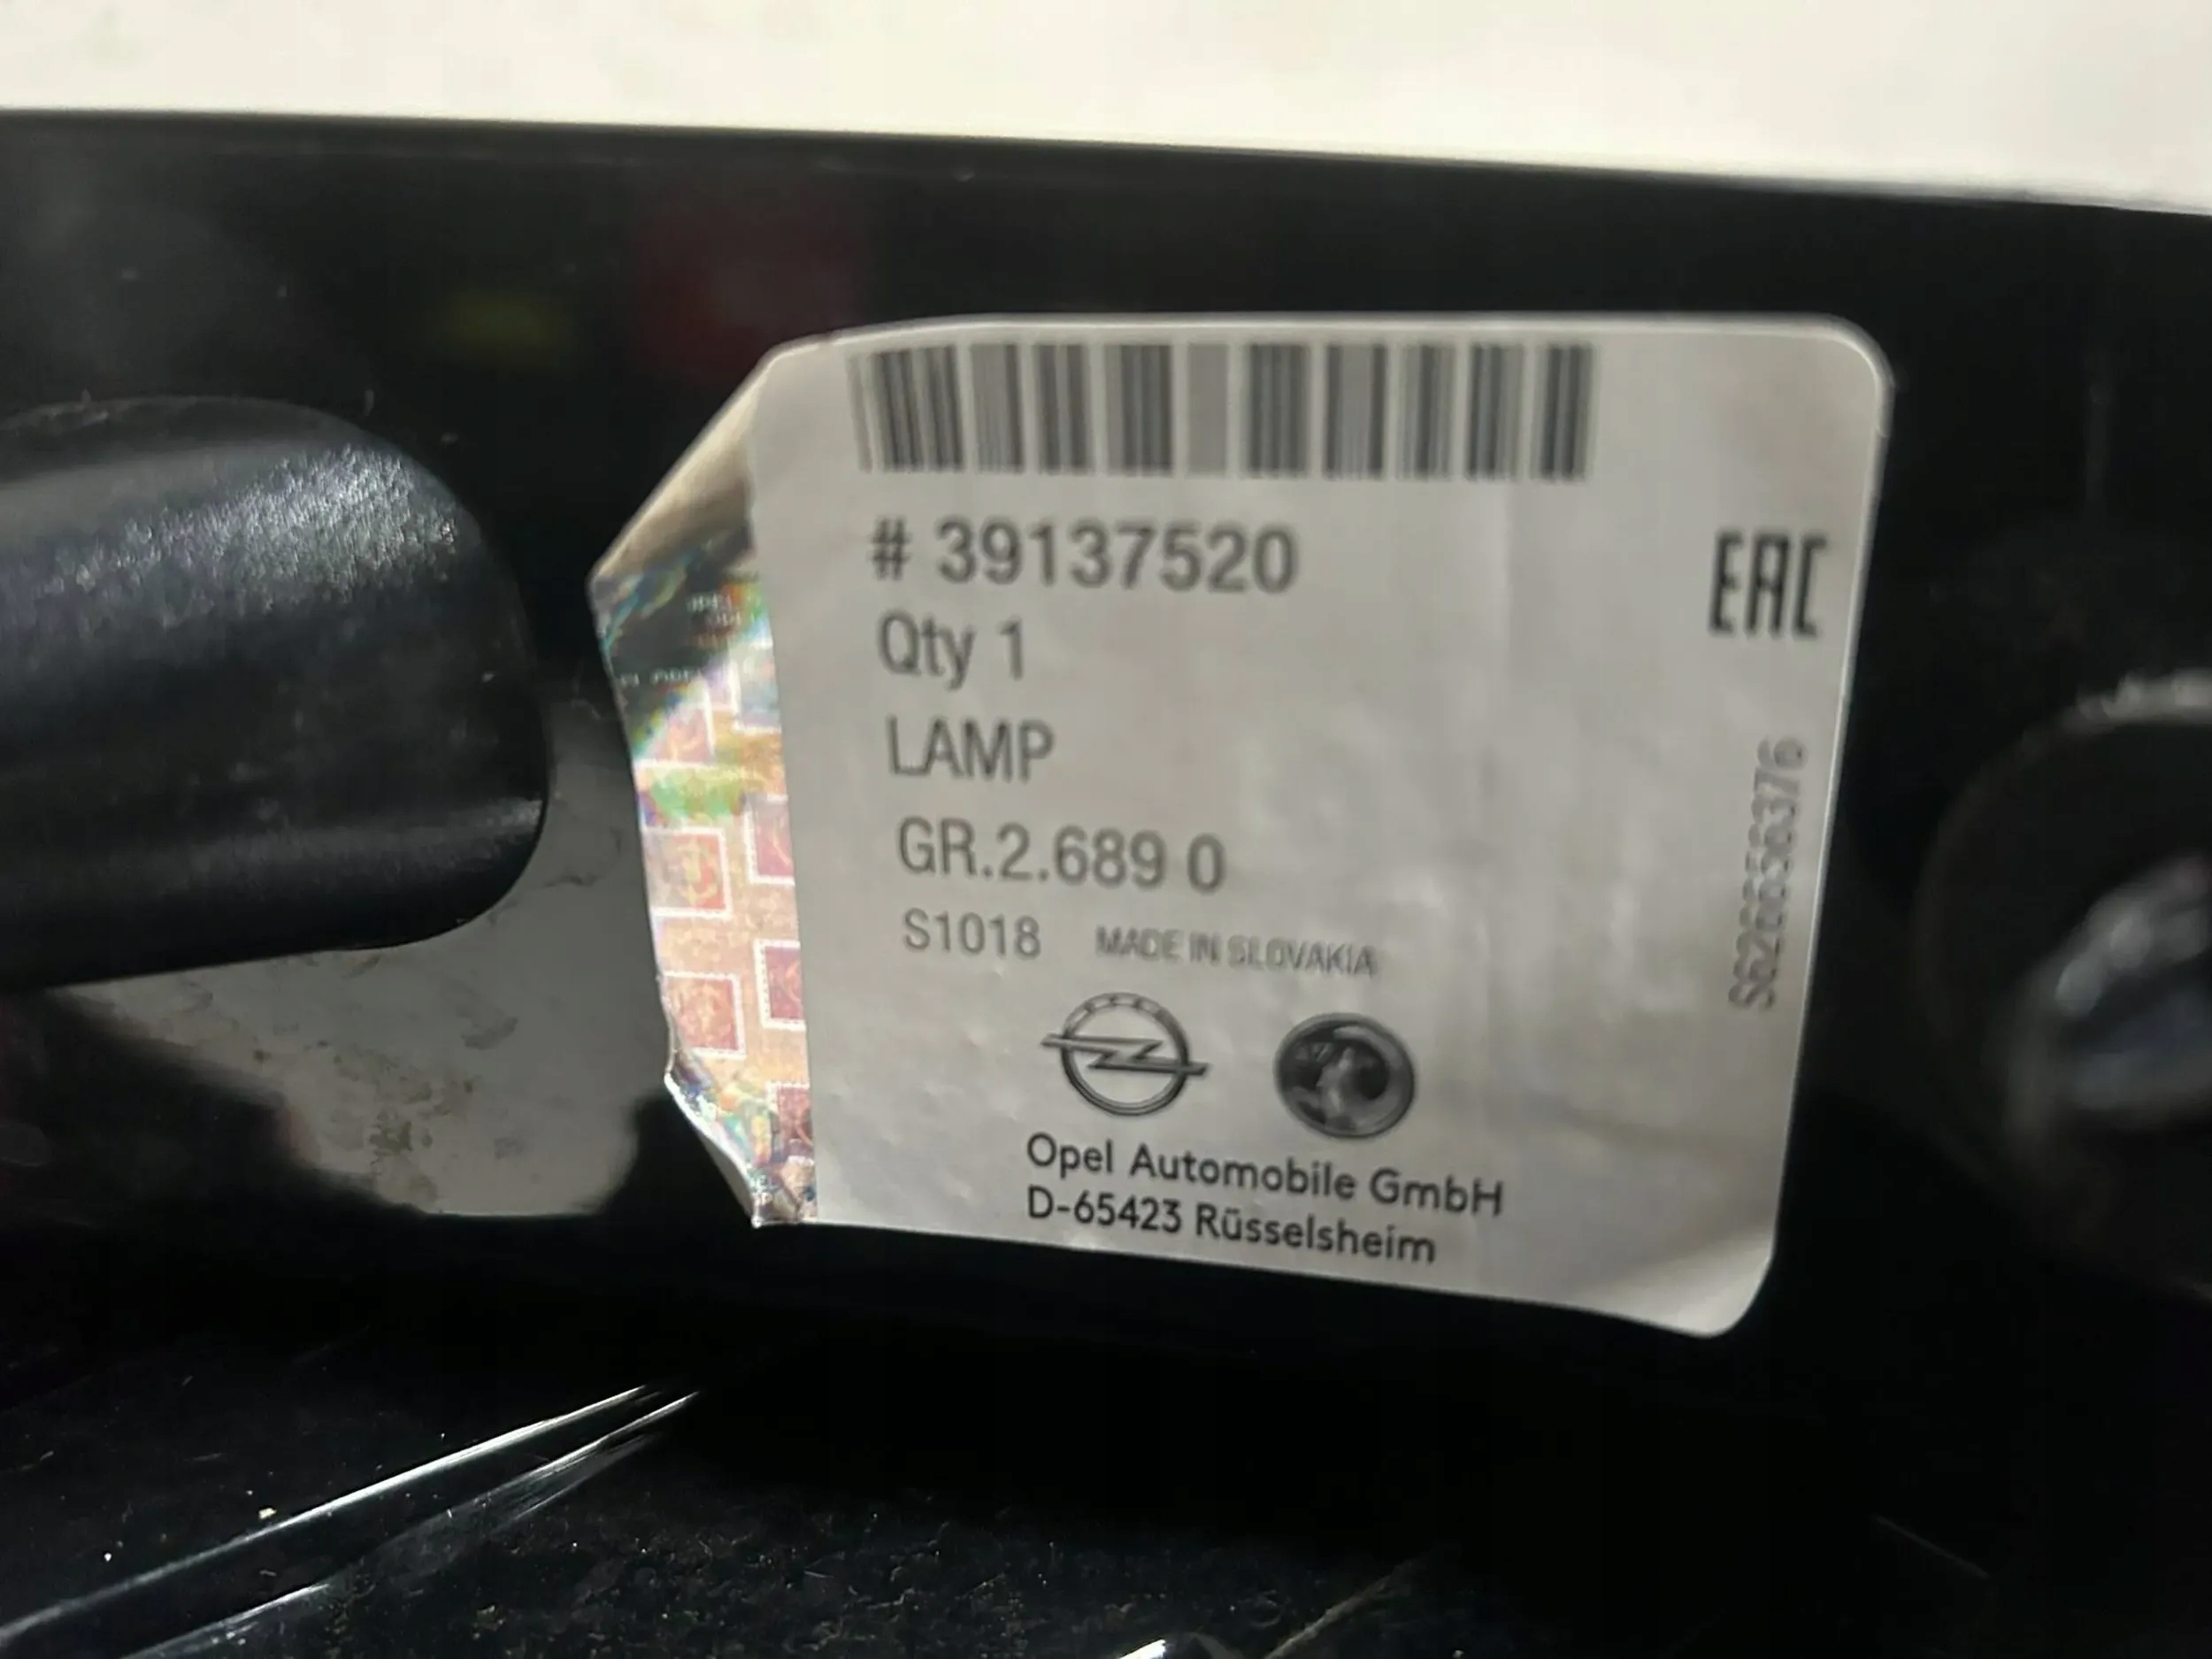 # 39137520
Qty 1
LAMP
GR.2.689 0
S1018 MADE IN SLOVAKIA
Opel Automobile GmbH
D-65423 Rüsselsheim
EAC